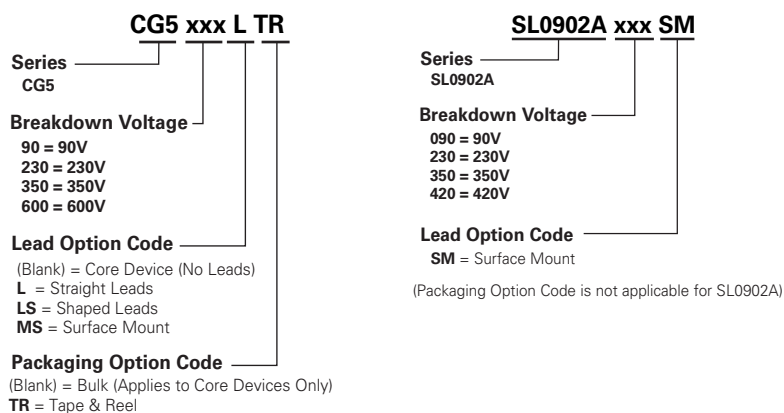 CG5 xxx L TR
Series
CG5
Breakdown Voltage
90 = 90V
230 = 230V
350 = 350V
600 = 600V
Lead Option Code
(Blank) = Core Device (No Leads)
L = Straight Leads
LS = Shaped Leads
MS = Surface Mount
Packaging Option Code
(Blank) = Bulk (Applies to Core Devices Only)
TR = Tape & Reel
SL0902A xxx SM
Series
SL0902A
Breakdown Voltage
090 = 90V
230 = 230V
350 = 350V
420 = 420V
Lead Option Code
SM = Surface Mount
(Packaging Option Code is not applicable for SL0902A)